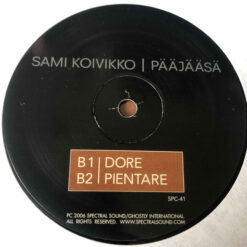 SAMI KOIVIKKO | PÄÄJÄÄSÄ
B1 | DORE
B2 | PIENTARE
SPC-41
PC 2006 SPECTRAL SOUND/GHOSTLY INTERNATIONAL.
ALL RIGHTS RESERVED. WWW.SPECTRALSOUND.COM